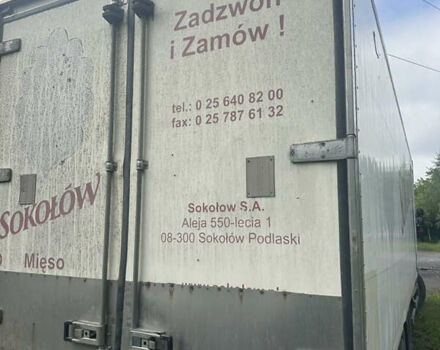 Zadzwoń
i Zamów !
tel.: 0 25 640 82 00
fax: 0 25 787 61 32
SOKOŁÓW
Mięso
Sokołow S.A.
Aleja 550-lecia 1
08-300 Sokołów Podlaski